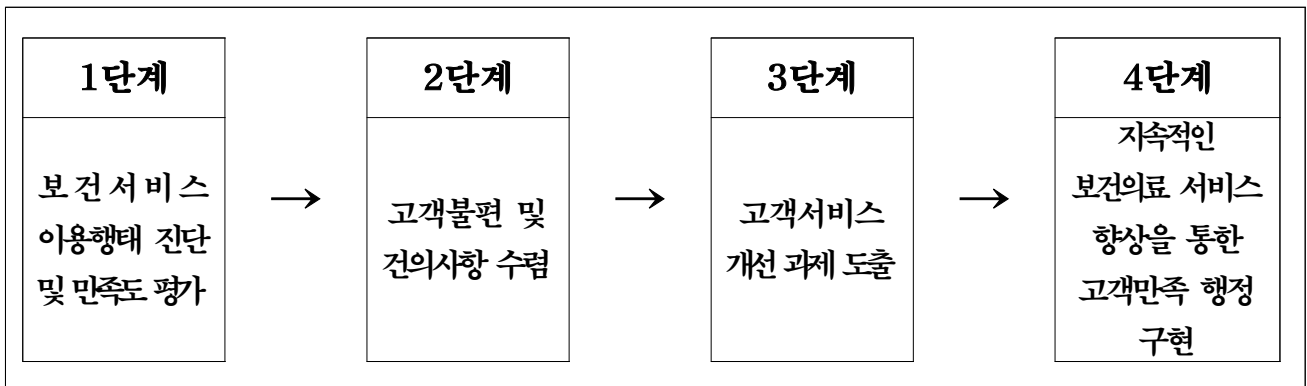 1단계
보건서비스
이용행태 진단
및 만족도 평가
→
2단계
고객불편 및
건의사항 수렴
→
3단계
고객서비스
개선 과제 도출
→
4단계
지속적인
보건의료 서비스
향상을 통한
고객만족 행정
구현